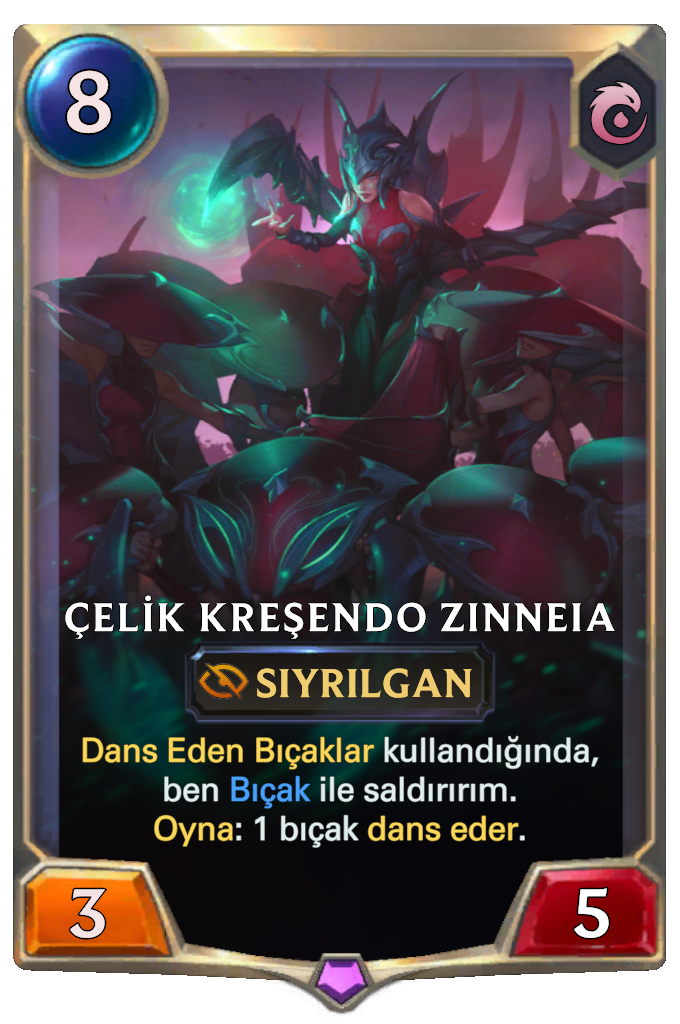 8
ÇELİK KREŞENDO ZINNEIA
SIYRILGAN
Dans Eden Bıçaklar kullandığında,
ben Bıçak ile saldırırım.
Oyna: 1 bıçak dans eder.
3
5